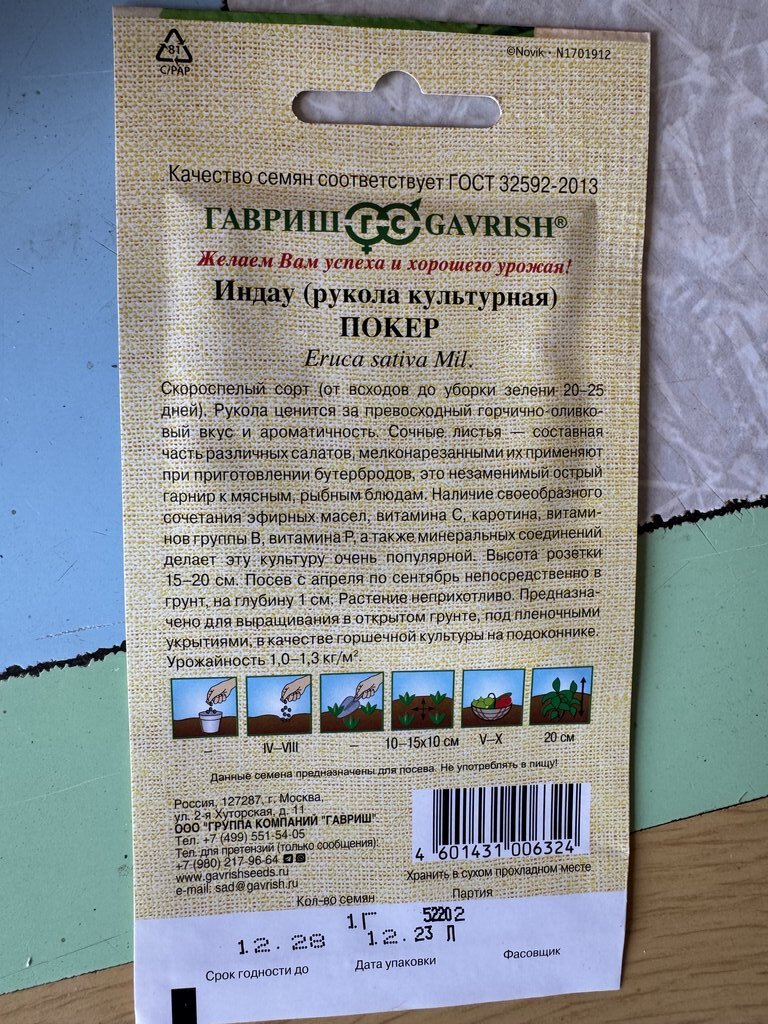 81
C/PAP
©Novik · N1701912
Качество семян соответствует ГОСТ 32592-2013
ГАВРИШ ГС GAVRISH®
Желаем Вам успеха и хорошего урожая!
Индау (рукола культурная)
ПОКЕР
Eruca sativa Mil.
Скороспелый сорт (от всходов до уборки зелени 20–25
дней). Рукола ценится за превосходный горчично-оливко-
вый вкус и ароматичность. Сочные листья — составная
часть различных салатов, мелконарезанными их применяют
при приготовлении бутербродов, это незаменимый острый
гарнир к мясным, рыбным блюдам. Наличие своеобразного
сочетания эфирных масел, витамина С, каротина, витами-
нов группы В, витамина Р, а также минеральных соединений
делает эту культуру очень популярной. Высота розетки
15–20 см. Посев с апреля по сентябрь непосредственно в
грунт, на глубину 1 см. Растение неприхотливо. Предназна-
чено для выращивания в открытом грунте, под пленочными
укрытиями, в качестве горшечной культуры на подоконнике.
Урожайность 1,0–1,3 кг/м².
– IV–VIII – 10–15х10 см V–X 20 см
Данные семена предназначены для посева. Не употреблять в пищу!
Россия, 127287, г. Москва,
ул. 2-я Хуторская, д. 11
ООО "ГРУППА КОМПАНИЙ "ГАВРИШ"
Тел. +7 (499) 551-54-05
Тел. для претензий (только сообщения):
+7 (980) 217-96-64
www.gavrishseeds.ru
e-mail: sad@gavrish.ru
4 601431 006324
Хранить в сухом прохладном месте
Кол-во семян Партия
1 Г 52202
12.28 12.23 Л
Срок годности до Дата упаковки Фасовщик